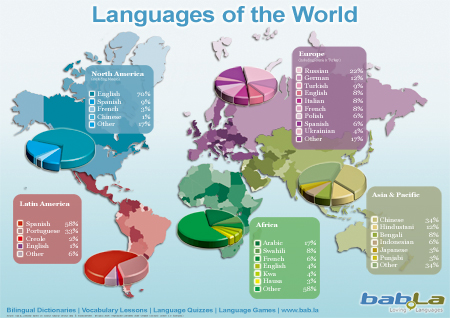 Languages of the World
North America
English 70%
Spanish 9%
French 3%
Chinese 1%
Other 17%
Europe
Russian 22%
German 12%
Turkish 9%
English 8%
Italian 8%
French 8%
Polish 6%
Spanish 6%
Ukrainian 4%
Other 17%
Latin America
Spanish 58%
Portuguese 33%
Creole 2%
English 1%
Other 6%
Africa
Arabic 17%
Swahili 8%
French 6%
English 4%
Kwa 4%
Hausa 3%
Other 58%
Asia & Pacific
Chinese 34%
Hindustani 12%
Bengali 8%
Indonesian 6%
Japanese 3%
Punjabi 3%
Other 34%
bab.la
Loving Languages
Bilingual Dictionaries | Vocabulary Lessons | Language Quizzes | Language Games | www.bab.la